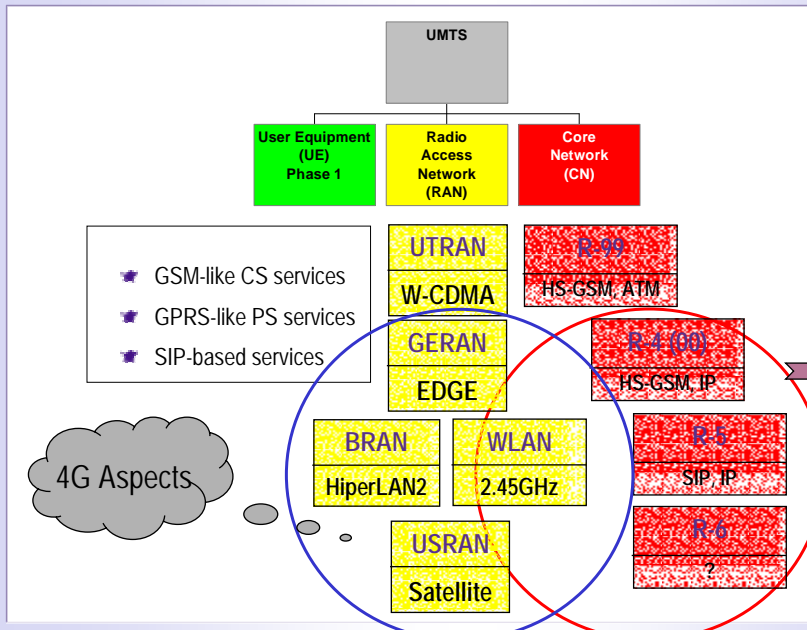 UMTS
User Equipment
(UE)
Phase 1
Radio
Access
Network
(RAN)
Core
Network
(CN)
GSM-like CS services
GPRS-like PS services
SIP-based services
UTRAN
W-CDMA
R-99
HS-GSM, ATM
GERAN
EDGE
R-4 (00)
HS-GSM, IP
BRAN
HiperLAN2
WLAN
2.45GHz
R-5
SIP, IP
4G Aspects
USRAN
Satellite
R-6
?